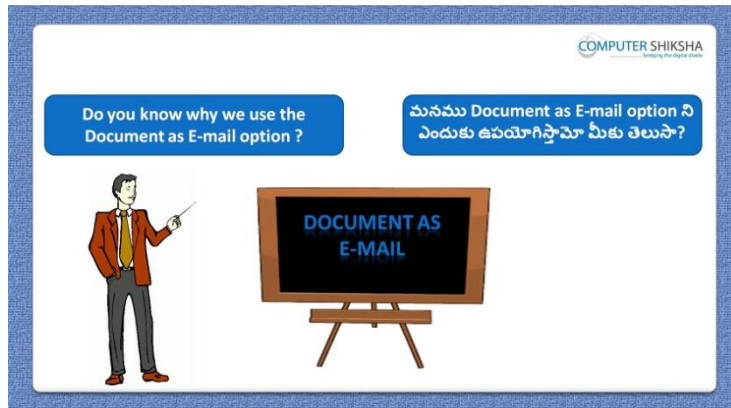 COMPUTER SHIKSHA
bridging the digital divide
Do you know why we use the
Document as E-mail option ?
మనము Document as E-mail option ని
ఎందుకు ఉపయోగిస్తామో మీకు తెలుసా?
DOCUMENT AS
E-MAIL